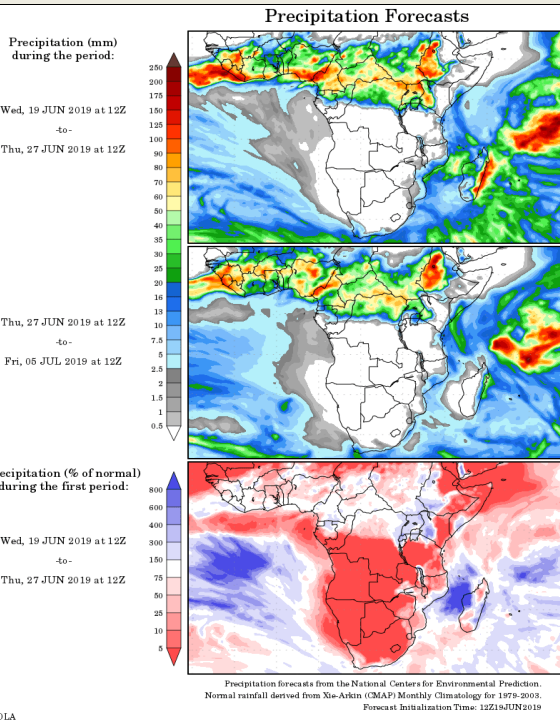 Precipitation Forecasts
Precipitation (mm)
during the period:
Wed, 19 JUN 2019 at 12Z
-to-
Thu, 27 JUN 2019 at 12Z
250
200
175
150
125
100
90
80
70
60
50
40
35
30
25
20
16
13
10
7.5
5
2.5
2
1.5
1
0.5
Thu, 27 JUN 2019 at 12Z
-to-
Fri, 05 JUL 2019 at 12Z
ecipitation (% of normal)
during the first period:
800
600
400
300
150
75
50
25
10
5
Wed, 19 JUN 2019 at 12Z
-to-
Thu, 27 JUN 2019 at 12Z
Precipitation forecasts from the National Centers for Environmental Prediction.
Normal rainfall derived from Xie-Arkin (CMAP) Monthly Climatology for 1979-2003.
Forecast Initialization Time: 12Z19JUN2019
OLA